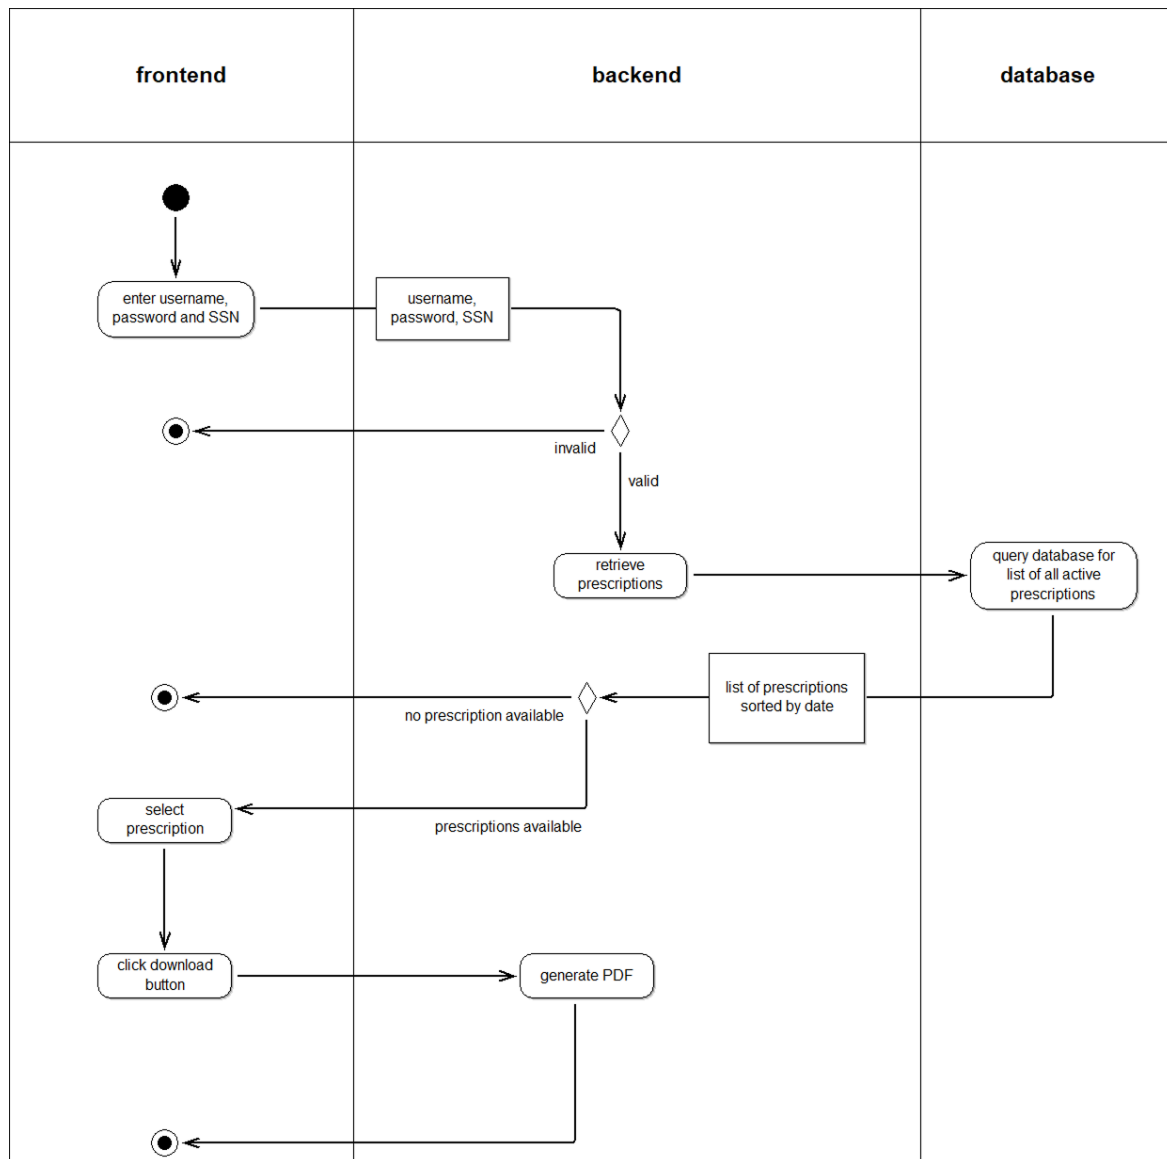 frontend
backend
database
enter username,
password and SSN
username,
password, SSN
invalid
valid
retrieve
prescriptions
query database for
list of all active
prescriptions
list of prescriptions
sorted by date
no prescription available
select
prescription
prescriptions available
click download
button
generate PDF